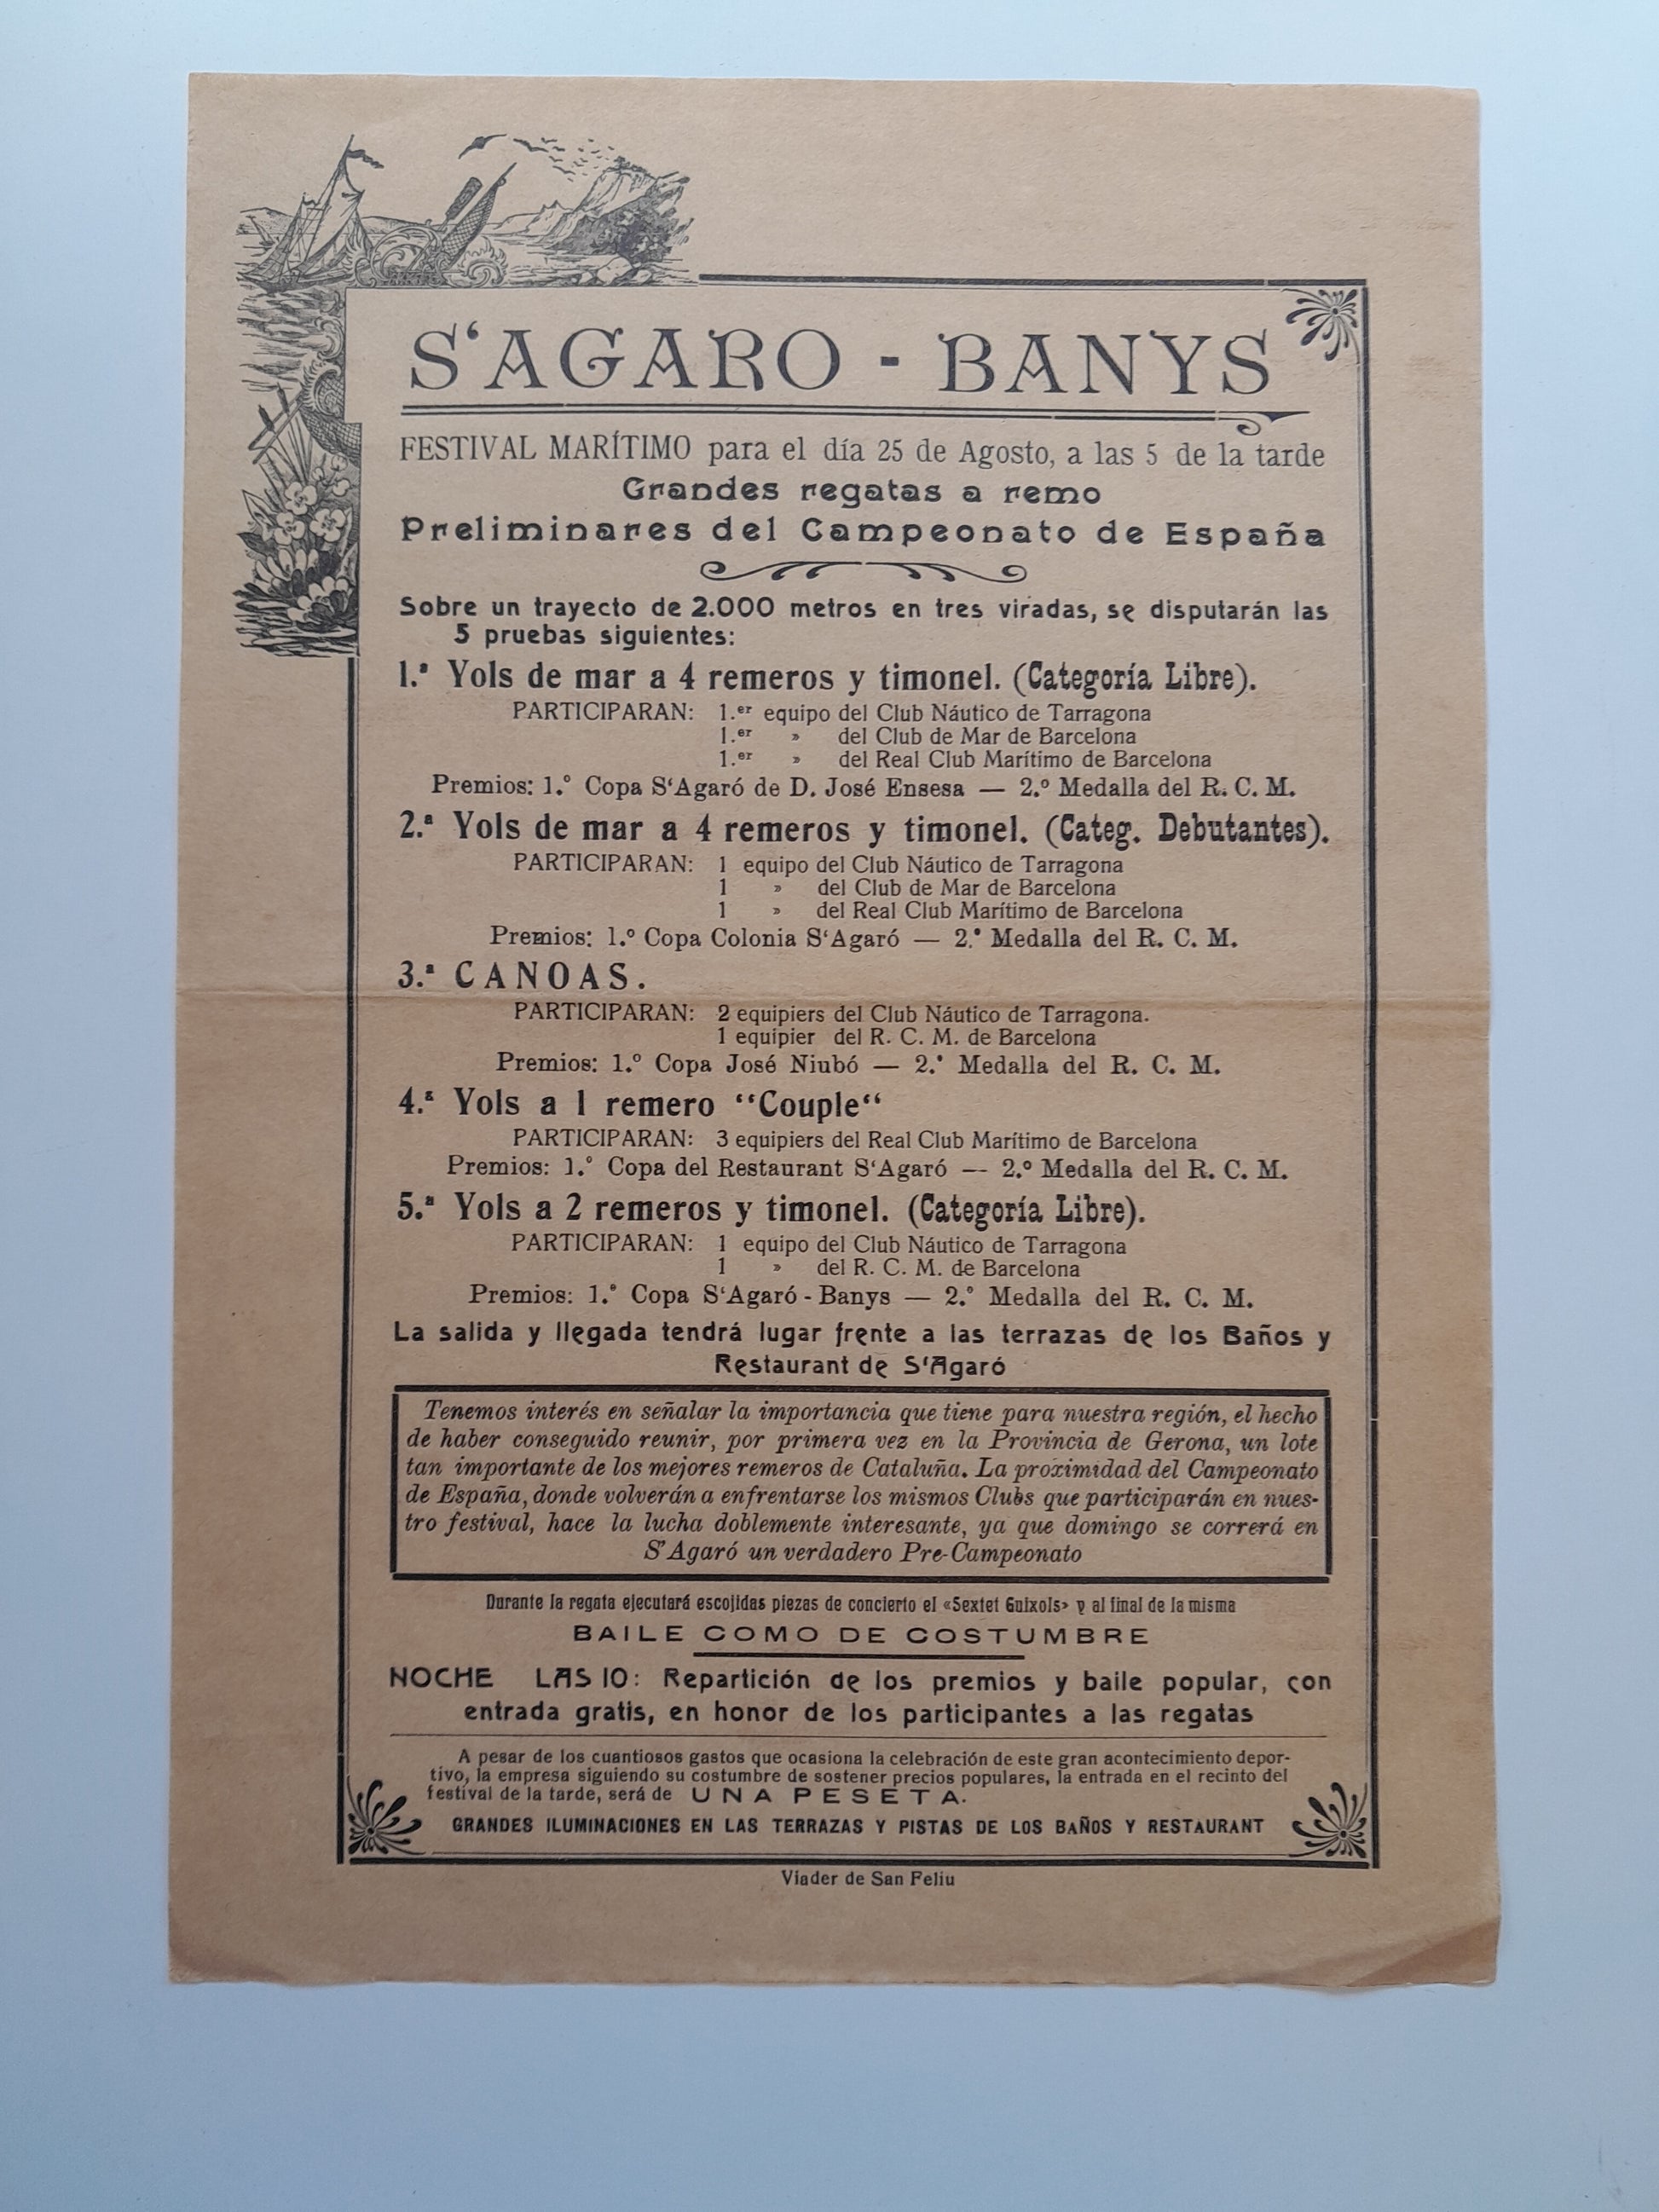 S'AGARO - BANYS
FESTIVAL MARÍTIMO para el día 25 de Agosto, a las 5 de la tarde
Grandes regatas a remo
Preliminares del Campeonato de España
Sobre un trayecto de 2.000 metros en tres viradas, se disputarán las
5 pruebas siguientes:
1.ª Yols de mar a 4 remeros y timonel. (Categoría Libre).
PARTICIPARAN: 1.er equipo del Club Náutico de Tarragona
1.er » del Club de Mar de Barcelona
1.er » del Real Club Marítimo de Barcelona
Premios: 1.º Copa S'Agaró de D. José Ensesa — 2.º Medalla del R. C. M.
2.ª Yols de mar a 4 remeros y timonel. (Categ. Debutantes).
PARTICIPARAN: 1 equipo del Club Náutico de Tarragona
1 » del Club de Mar de Barcelona
1 » del Real Club Marítimo de Barcelona
Premios: 1.º Copa Colonia S'Agaró — 2.º Medalla del R. C. M.
3.ª CANOAS.
PARTICIPARAN: 2 equipiers del Club Náutico de Tarragona.
1 equipier del R. C. M. de Barcelona
Premios: 1.º Copa José Niubó — 2.º Medalla del R. C. M.
4.ª Yols a 1 remero “Couple“
PARTICIPARAN: 3 equipiers del Real Club Marítimo de Barcelona
Premios: 1.º Copa del Restaurant S'Agaró — 2.º Medalla del R. C. M.
5.ª Yols a 2 remeros y timonel. (Categoría Libre).
PARTICIPARAN: 1 equipo del Club Náutico de Tarragona
1 » del R. C. M. de Barcelona
Premios: 1.º Copa S'Agaró - Banys — 2.º Medalla del R. C. M.
La salida y llegada tendrá lugar frente a las terrazas de los Baños y
Restaurant de S'Agaró
Tenemos interés en señalar la importancia que tiene para nuestra región, el hecho
de haber conseguido reunir, por primera vez en la Provincia de Gerona, un lote
tan importante de los mejores remeros de Cataluña. La proximidad del Campeonato
de España, donde volverán a enfrentarse los mismos Clubs que participarán en nues-
tro festival, hace la lucha doblemente interesante, ya que domingo se correrá en
S'Agaró un verdadero Pre-Campeonato
Durante la regata ejecutará escojidas piezas de concierto el «Sextet Guixols» y al final de la misma
BAILE COMO DE COSTUMBRE
NOCHE LAS 10: Repartición de los premios y baile popular, con
entrada gratis, en honor de los participantes a las regatas
A pesar de los cuantiosos gastos que ocasiona la celebración de este gran acontecimiento depor-
tivo, la empresa siguiendo su costumbre de sostener precios populares, la entrada en el recinto del
festival de la tarde, será de UNA PESETA.
GRANDES ILUMINACIONES EN LAS TERRAZAS Y PISTAS DE LOS BAÑOS Y RESTAURANT
Viader de San Feliu